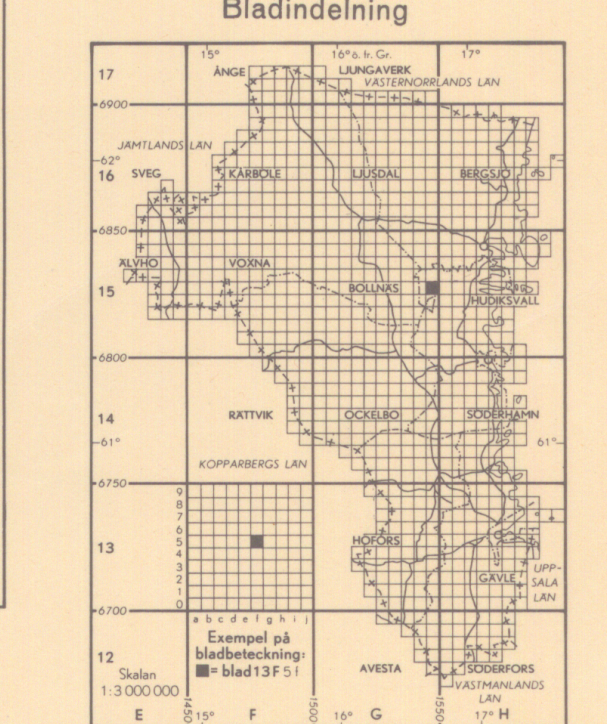 Bladindelning
15° 16° ö. fr. Gr. 17°
17 ÅNGE LJUNGAVERK
VÄSTERNORRLANDS LÄN
6900
JÄMTLANDS LÄN
62°
16 SVEG KÅRBÖLE LJUSDAL BERGSJÖ
6850
ÄLVHO VOXNA
15 BOLLNÄS
HUDIKSVALL
6800
14 RÄTTVIK OCKELBO SÖDERHAMN
61° 61°
KOPPARBERGS LÄN
6750
9
8
7
6
5
4
3
2
1
0
13 HOFORS
GÄVLE
UPP-
SALA
LÄN
6700
a b c d e f g h i j
Exempel på
bladbeteckning:
= blad 13 F 5 f
12 AVESTA SÖDERFORS
Skalan
1:3 000 000
VÄSTMANLANDS
LÄN
1450 1500 1550
E 15° F 16° G 17° H